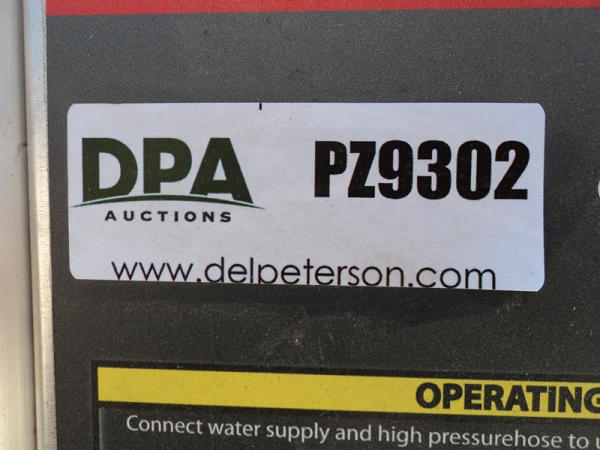 DPA
AUCTIONS
PZ9302
www.delpeterson.com
OPERATING
Connect water supply and high pressurehose to